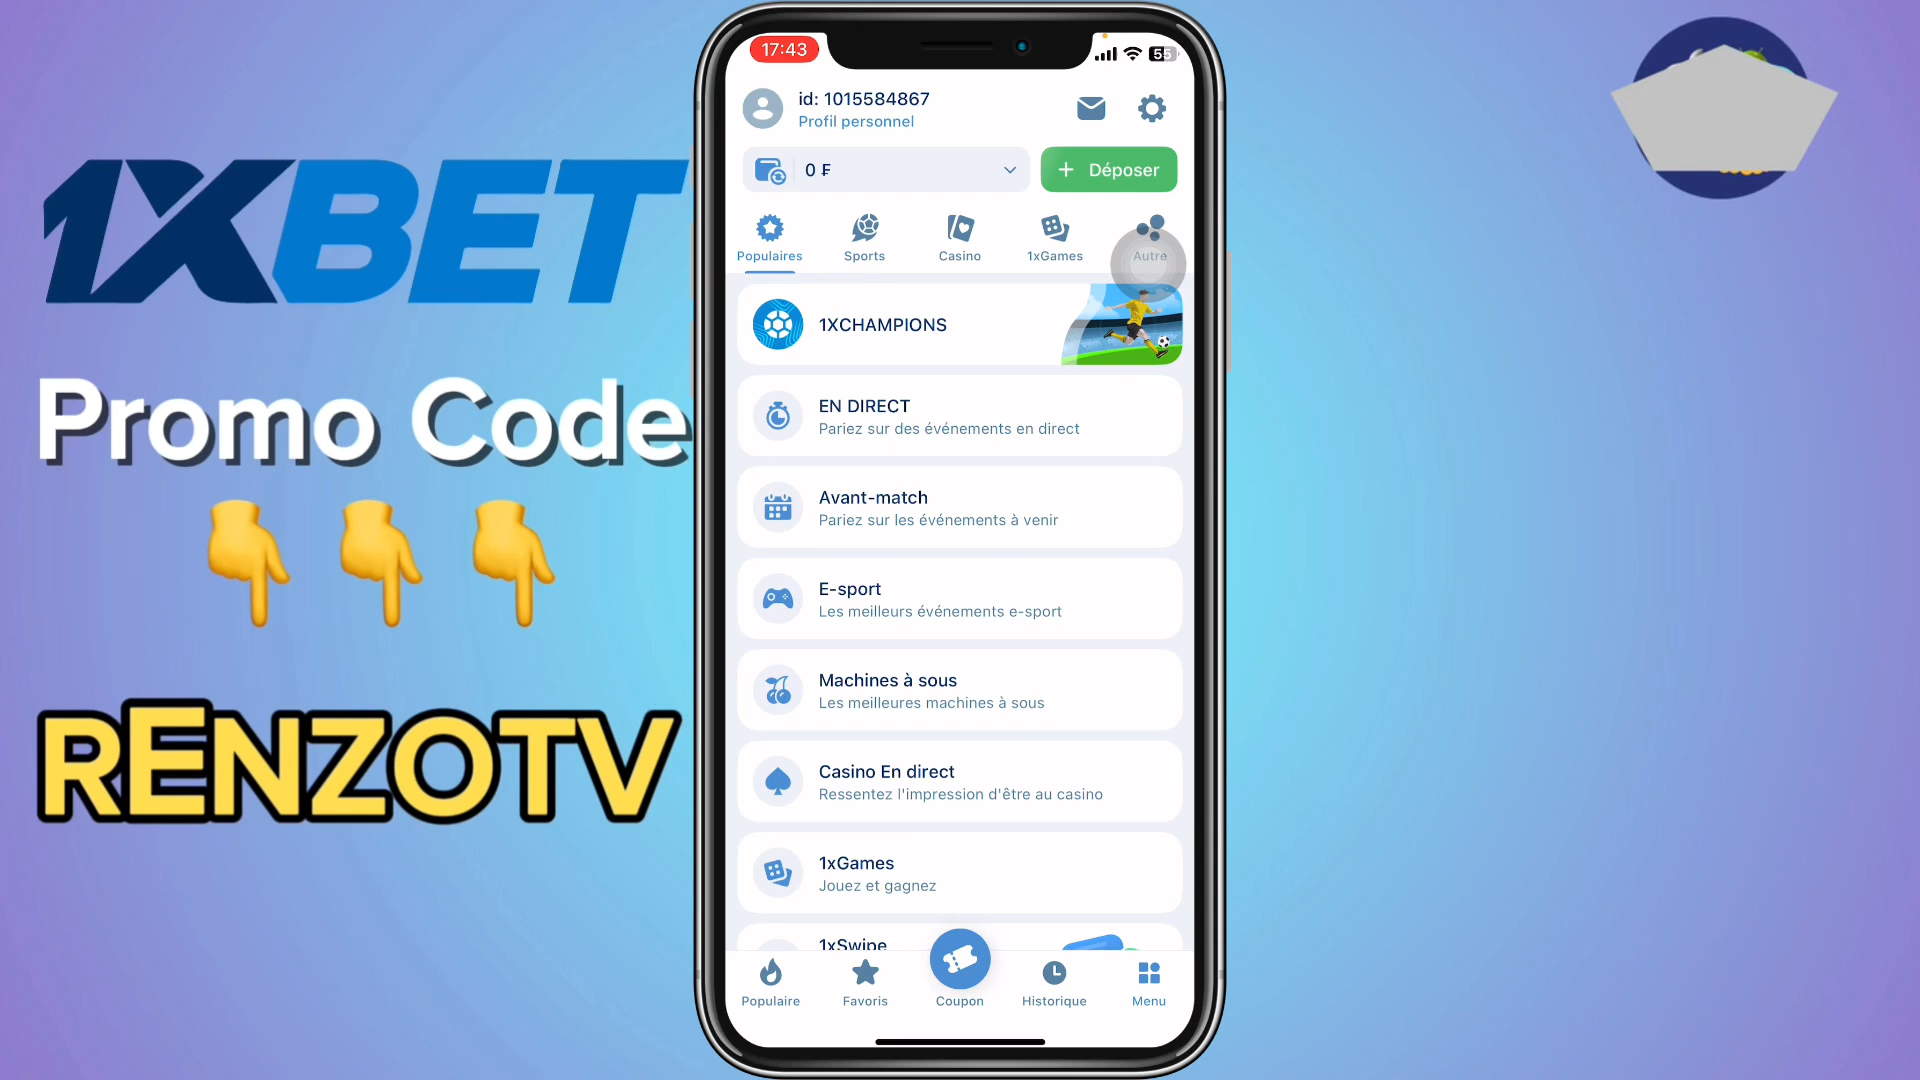 1XBET
Promo Code
👇 👇 👇
RENZOTV
17:43
55
id: 1015584867
Profil personnel
0 ₣
+ Déposer
Populaires
Sports
Casino
1xGames
Autre
1XCHAMPIONS
EN DIRECT
Pariez sur des événements en direct
Avant-match
Pariez sur les événements à venir
E-sport
Les meilleurs événements e-sport
Machines à sous
Les meilleures machines à sous
Casino En direct
Ressentez l'impression d'être au casino
1xGames
Jouez et gagnez
1xSwipe
Populaire
Favoris
Coupon
Historique
Menu